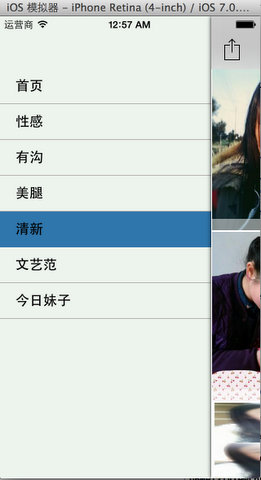 iOS 模拟器 - iPhone Retina (4-inch) / iOS 7.0....
运营商 12:57 AM
首页
性感
有沟
美腿
清新
文艺范
今日妹子